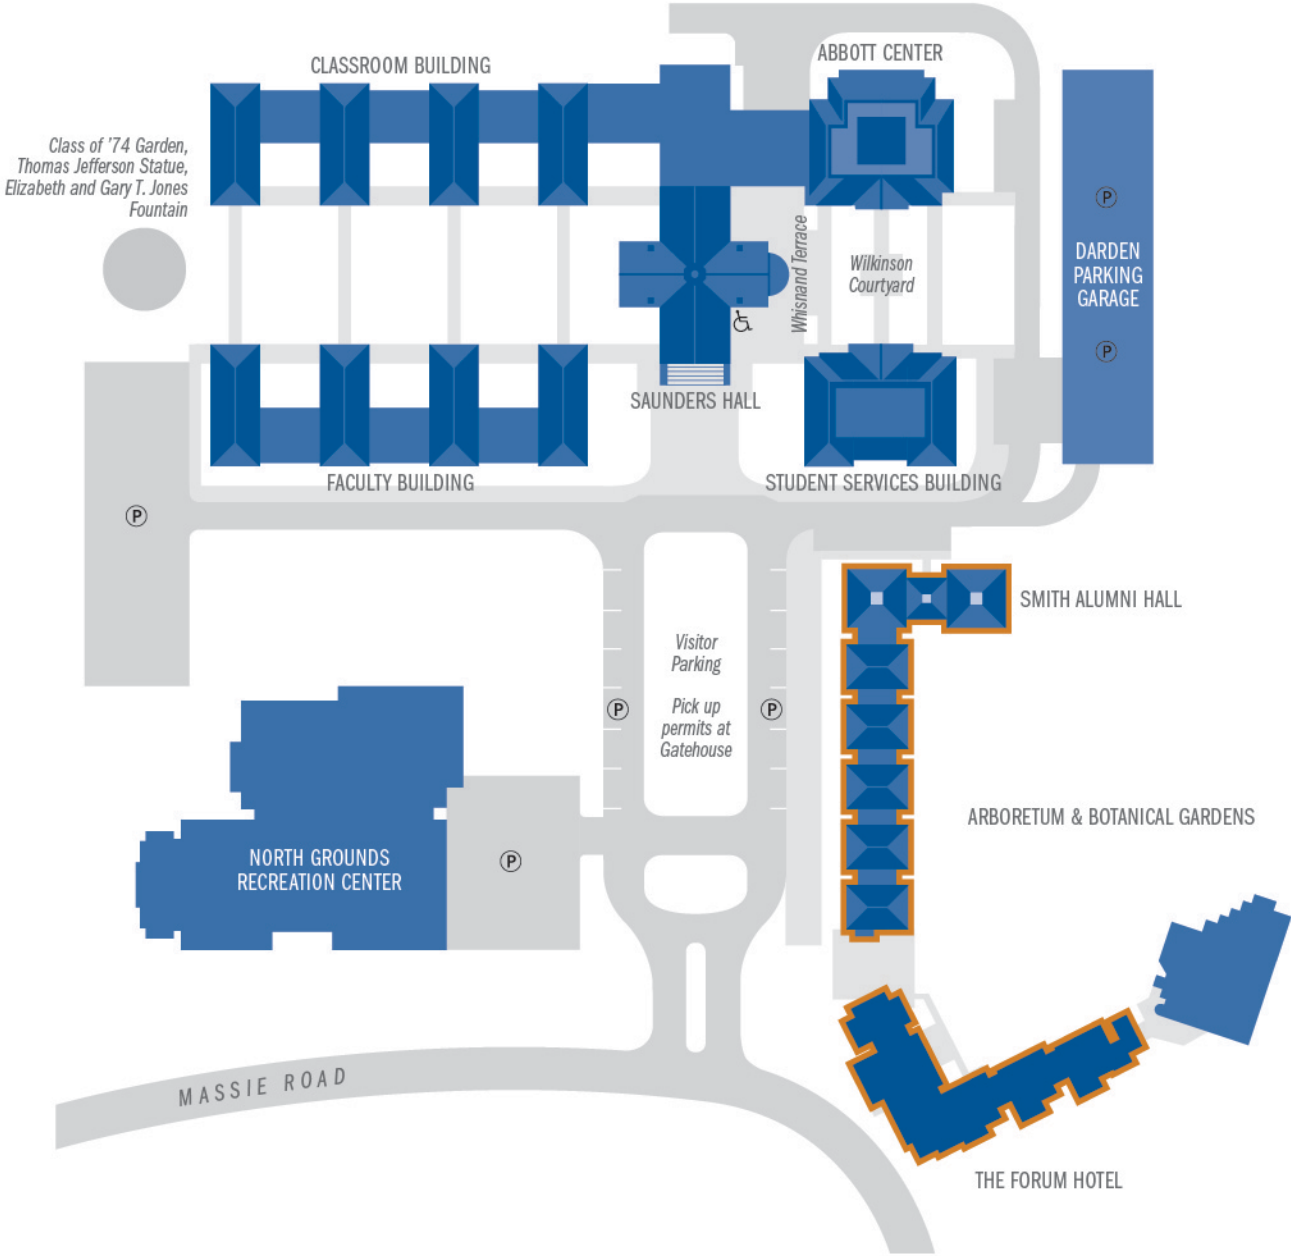 ABBOTT CENTER
CLASSROOM BUILDING
Class of ’74 Garden,
Thomas Jefferson Statue,
Elizabeth and Gary T. Jones
Fountain
P
DARDEN
PARKING
GARAGE
P
Whisnand Terrace
Wilkinson
Courtyard
SAUNDERS HALL
FACULTY BUILDING
STUDENT SERVICES BUILDING
P
SMITH ALUMNI HALL
Visitor
Parking
Pick up
permits at
Gatehouse
P
P
ARBORETUM & BOTANICAL GARDENS
NORTH GROUNDS
RECREATION CENTER
P
MASSIE ROAD
THE FORUM HOTEL